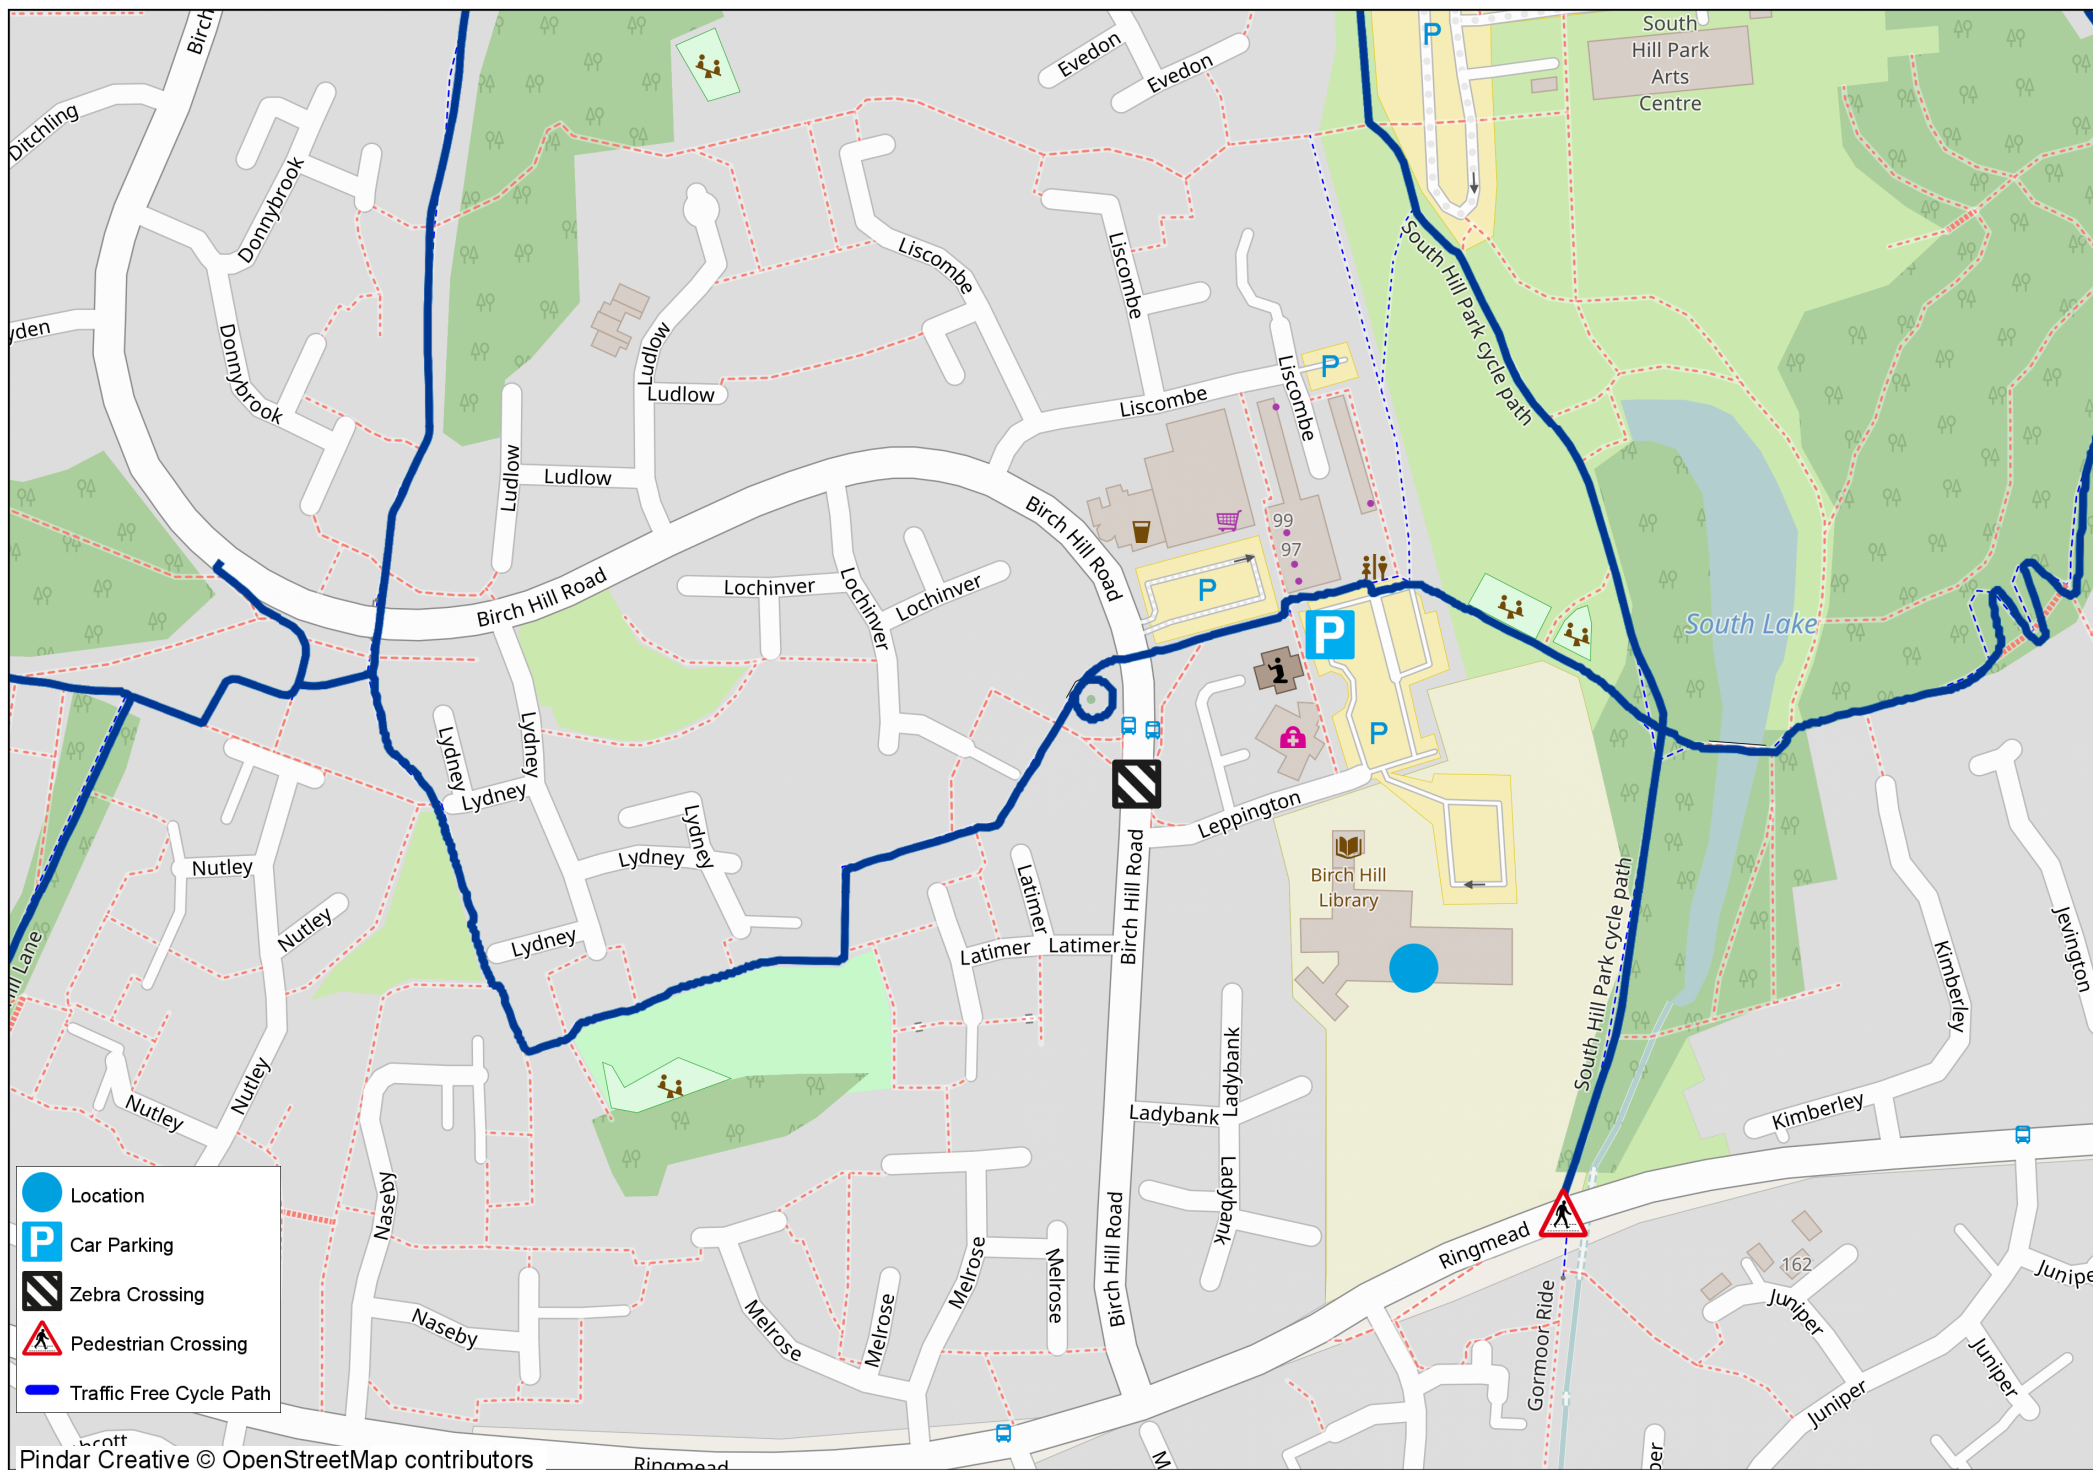 Birch
Evedon
Evedon
P
South
Hill Park
Arts
Centre
Ditchling
Donnybrook
Liscombe
Liscombe
South Hill Park cycle path
yden
Donnybrook
Ludlow
Ludlow
Liscombe
Liscombe
P
Ludlow
Ludlow
Birch Hill Road
99
97
Birch Hill Road
Lochinver
Lochinver
Lochinver
P
P
South Lake
Lydney
Lydney
Lydney
P
Lydney
Lydney
Leppington
Nutley
Nutley
Lydney
Latimer
Latimer
Latimer
Birch Hill Road
Birch Hill
Library
South Hill Park cycle path
Kimberley
Jevington
ill Lane
Nutley
Nutley
Ladybank
Ladybank
Ladybank
Kimberley
Naseby
Naseby
Melrose
Melrose
Melrose
Melrose
Birch Hill Road
Ringmead
Gormoor Ride
162
Juniper
Junipe
Juniper
Juniper
Location
P Car Parking
Zebra Crossing
Pedestrian Crossing
Traffic Free Cycle Path
Ringmead
M
per
Pindar Creative © OpenStreetMap contributors